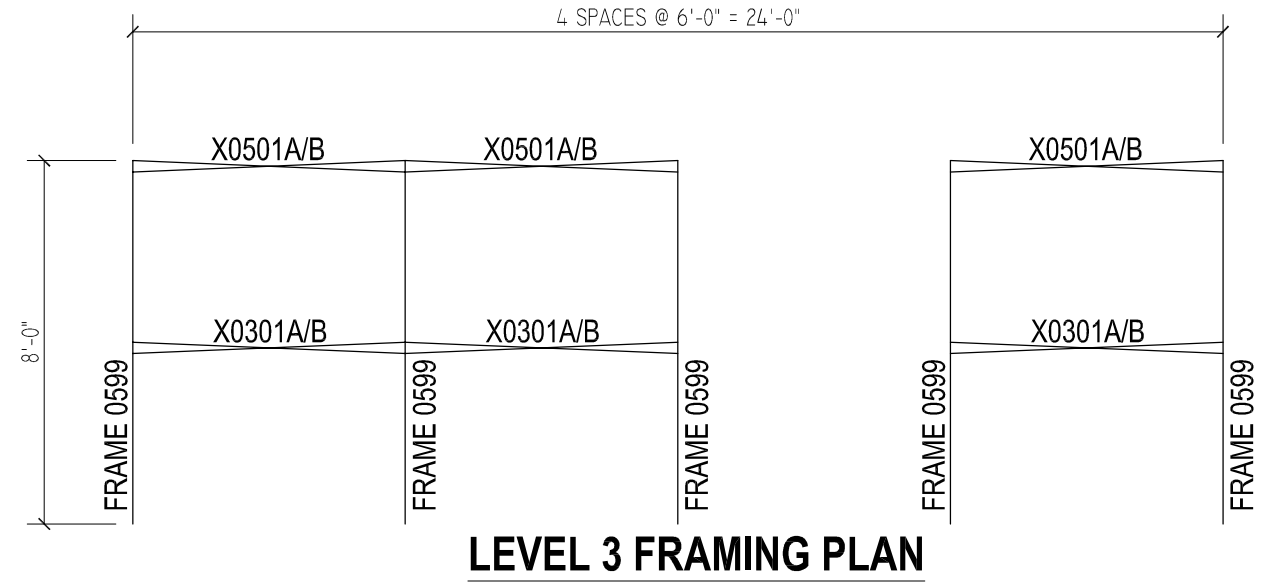 4 SPACES @ 6'-0" = 24'-0"
X0501A/B
X0501A/B
X0501A/B
8'-0"
X0301A/B
X0301A/B
X0301A/B
FRAME 0599
FRAME 0599
FRAME 0599
FRAME 0599
FRAME 0599
LEVEL 3 FRAMING PLAN